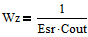 Wz = 1 / Esr · Cout